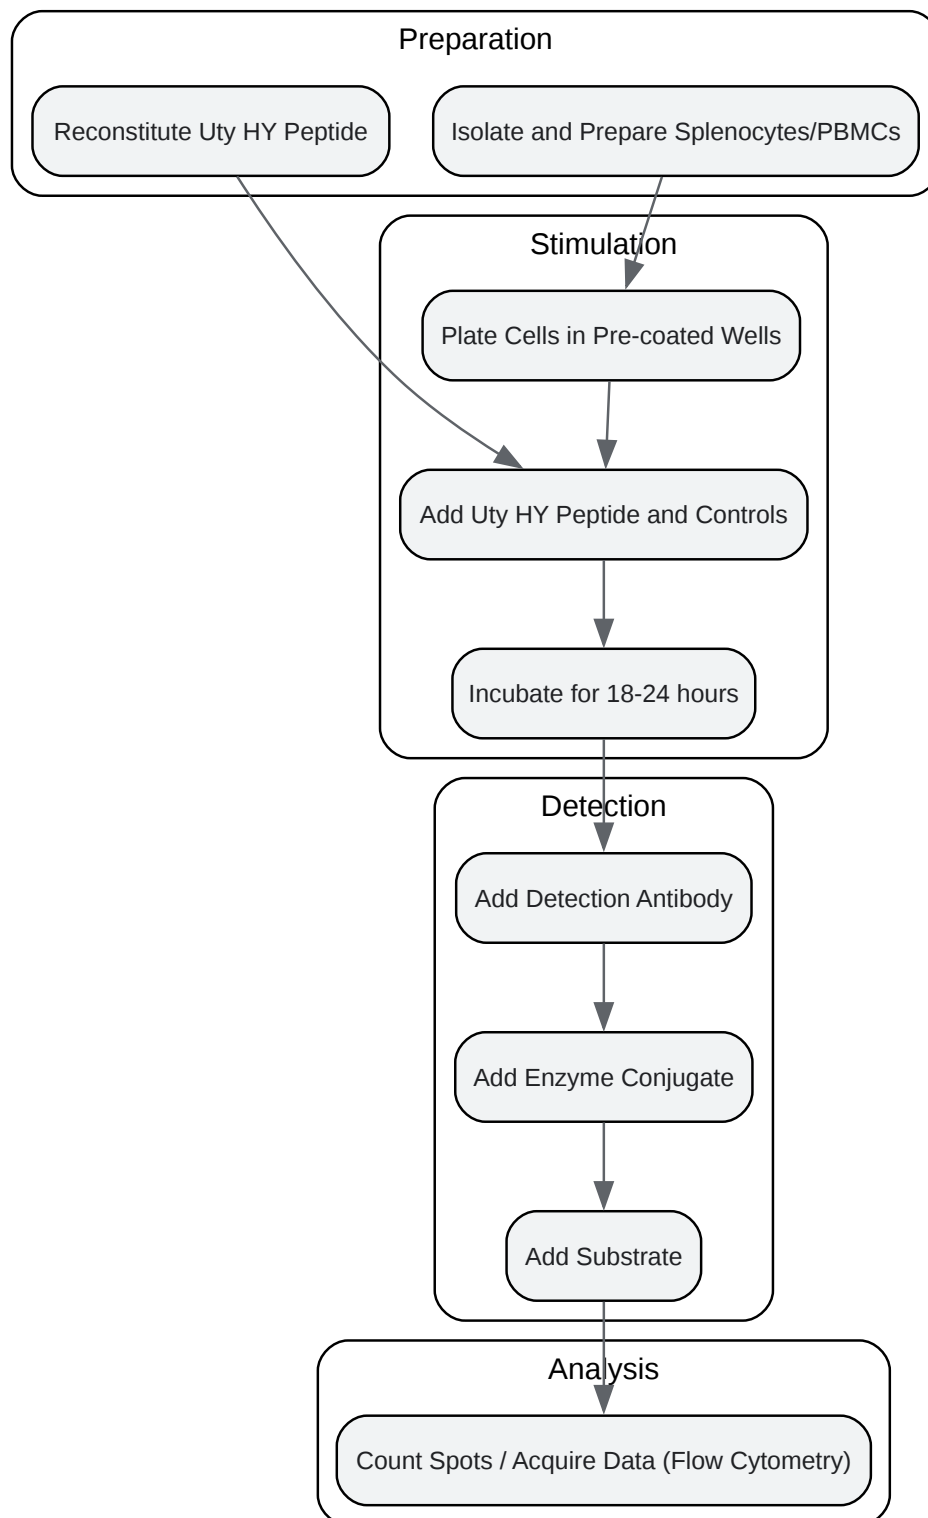 Preparation
Reconstitute Uty HY Peptide
Isolate and Prepare Splenocytes/PBMCs
Stimulation
Plate Cells in Pre-coated Wells
Add Uty HY Peptide and Controls
Incubate for 18-24 hours
Detection
Add Detection Antibody
Add Enzyme Conjugate
Add Substrate
Analysis
Count Spots / Acquire Data (Flow Cytometry)